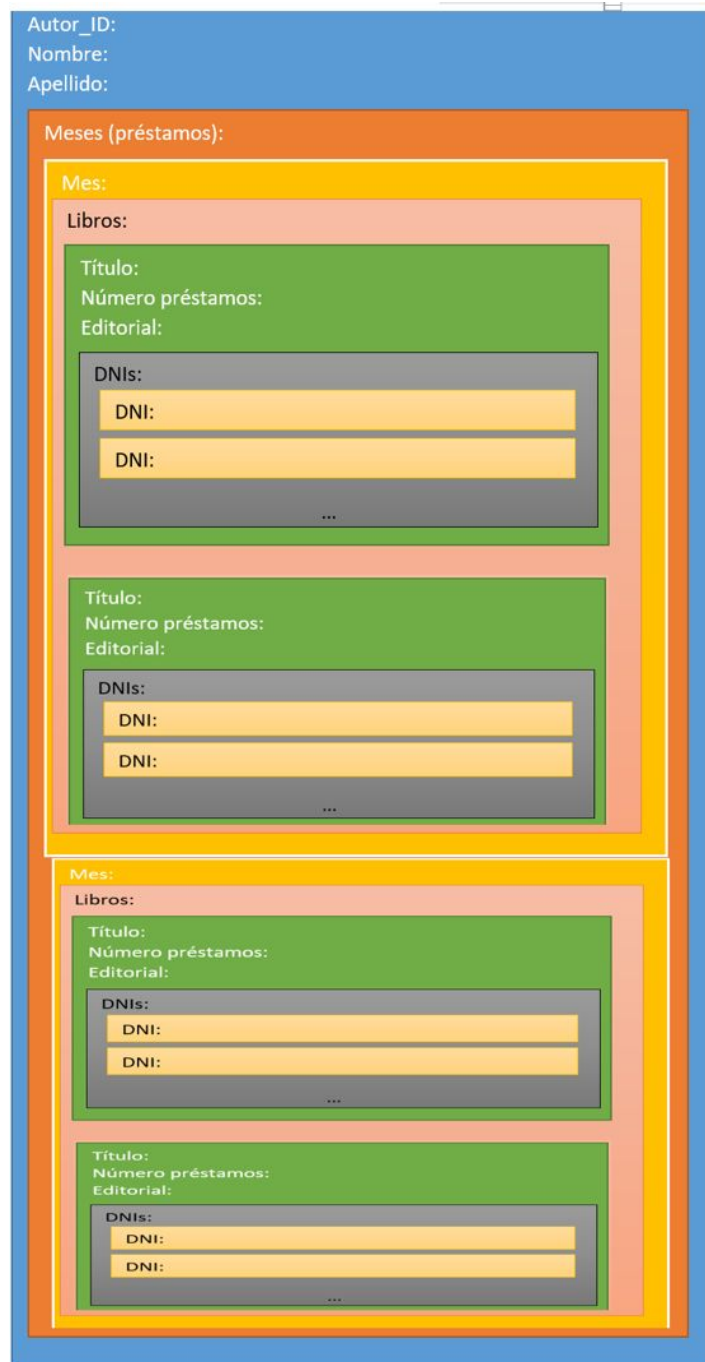 Autor_ID:
Nombre:
Apellido:
Meses (préstamos):
Mes:
Libros:
Título:
Número préstamos:
Editorial:
DNIs:
DNI:
DNI:
...
Título:
Número préstamos:
Editorial:
DNIs:
DNI:
DNI:
...
Mes:
Libros:
Título:
Número préstamos:
Editorial:
DNIs:
DNI:
DNI:
...
Título:
Número préstamos:
Editorial:
DNIs:
DNI:
DNI:
...